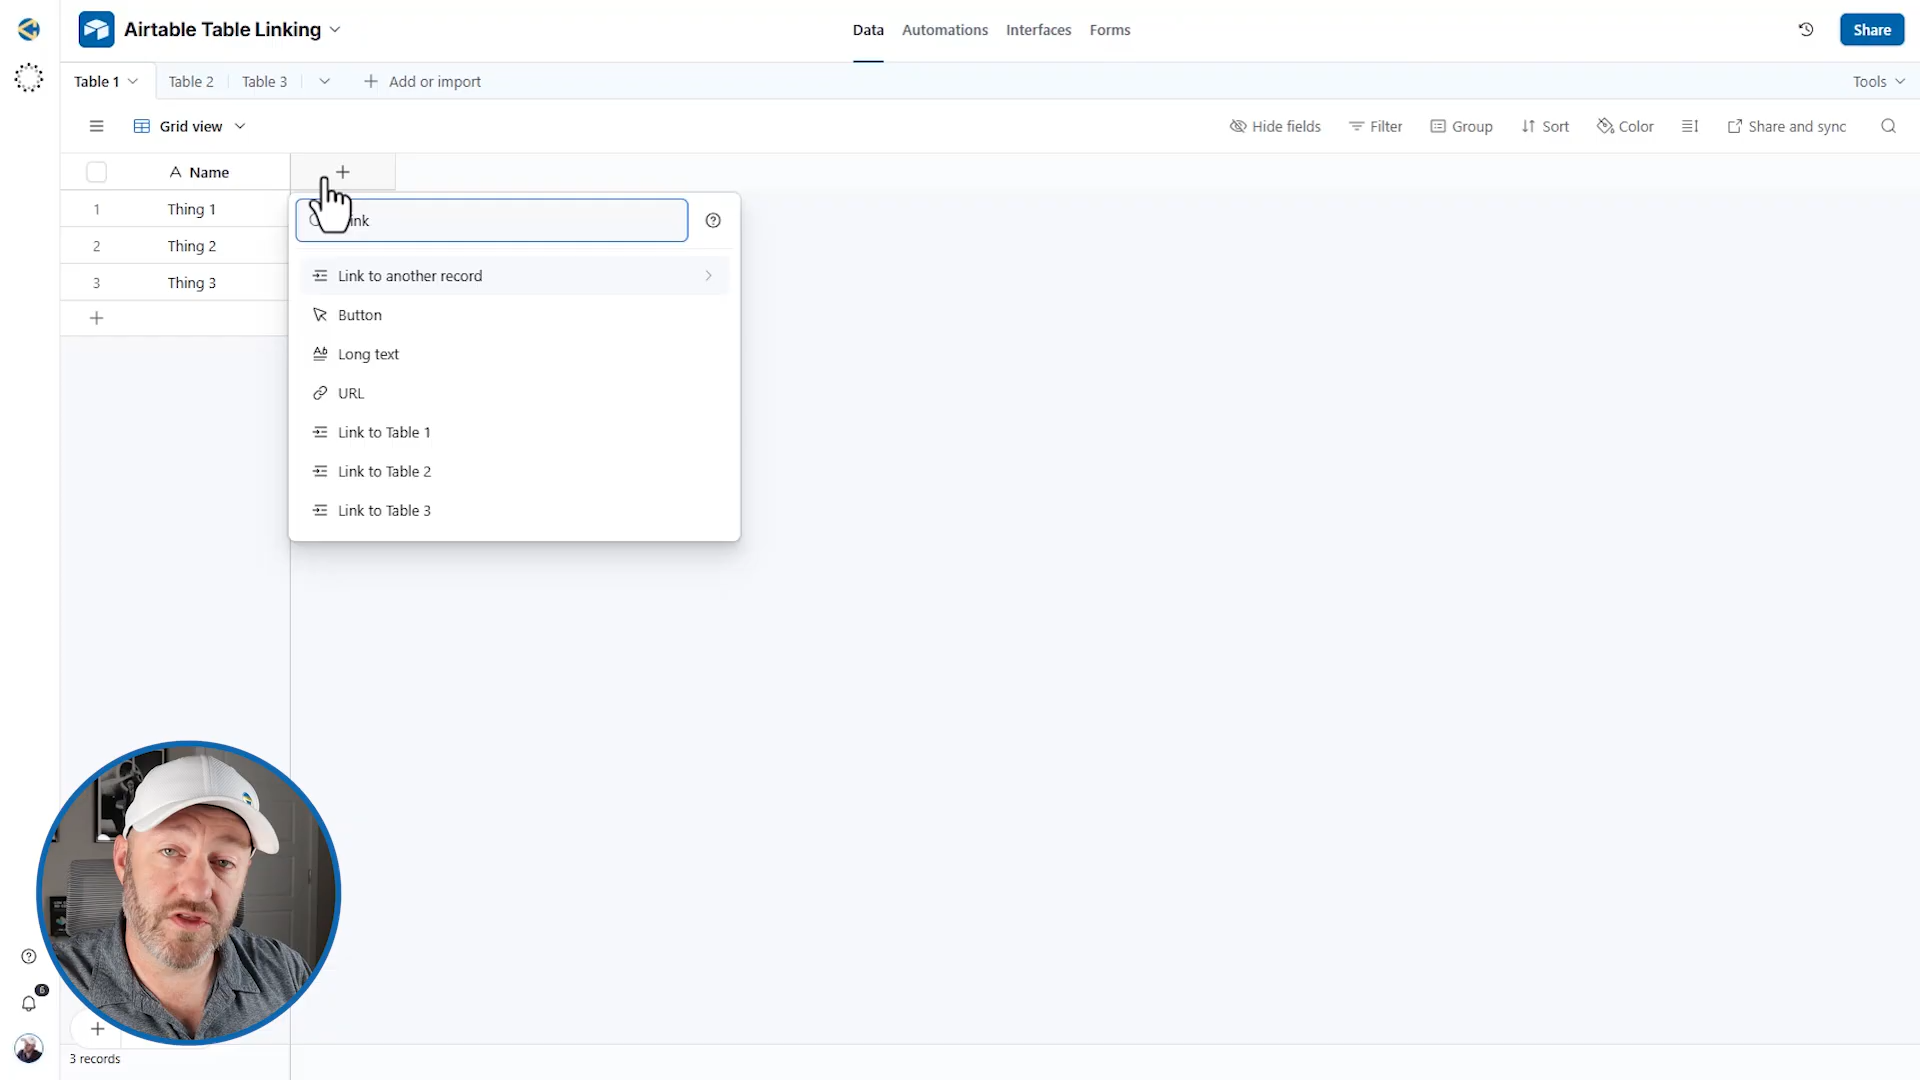 Airtable Table Linking
Data
Automations
Interfaces
Forms
Share
Table 1
Table 2
Table 3
Add or import
Tools
Grid view
Hide fields
Filter
Group
Sort
Color
Share and sync
A Name
1 Thing 1
2 Thing 2
3 Thing 3
Link to another record
Button
Long text
URL
Link to Table 1
Link to Table 2
Link to Table 3
6
3 records